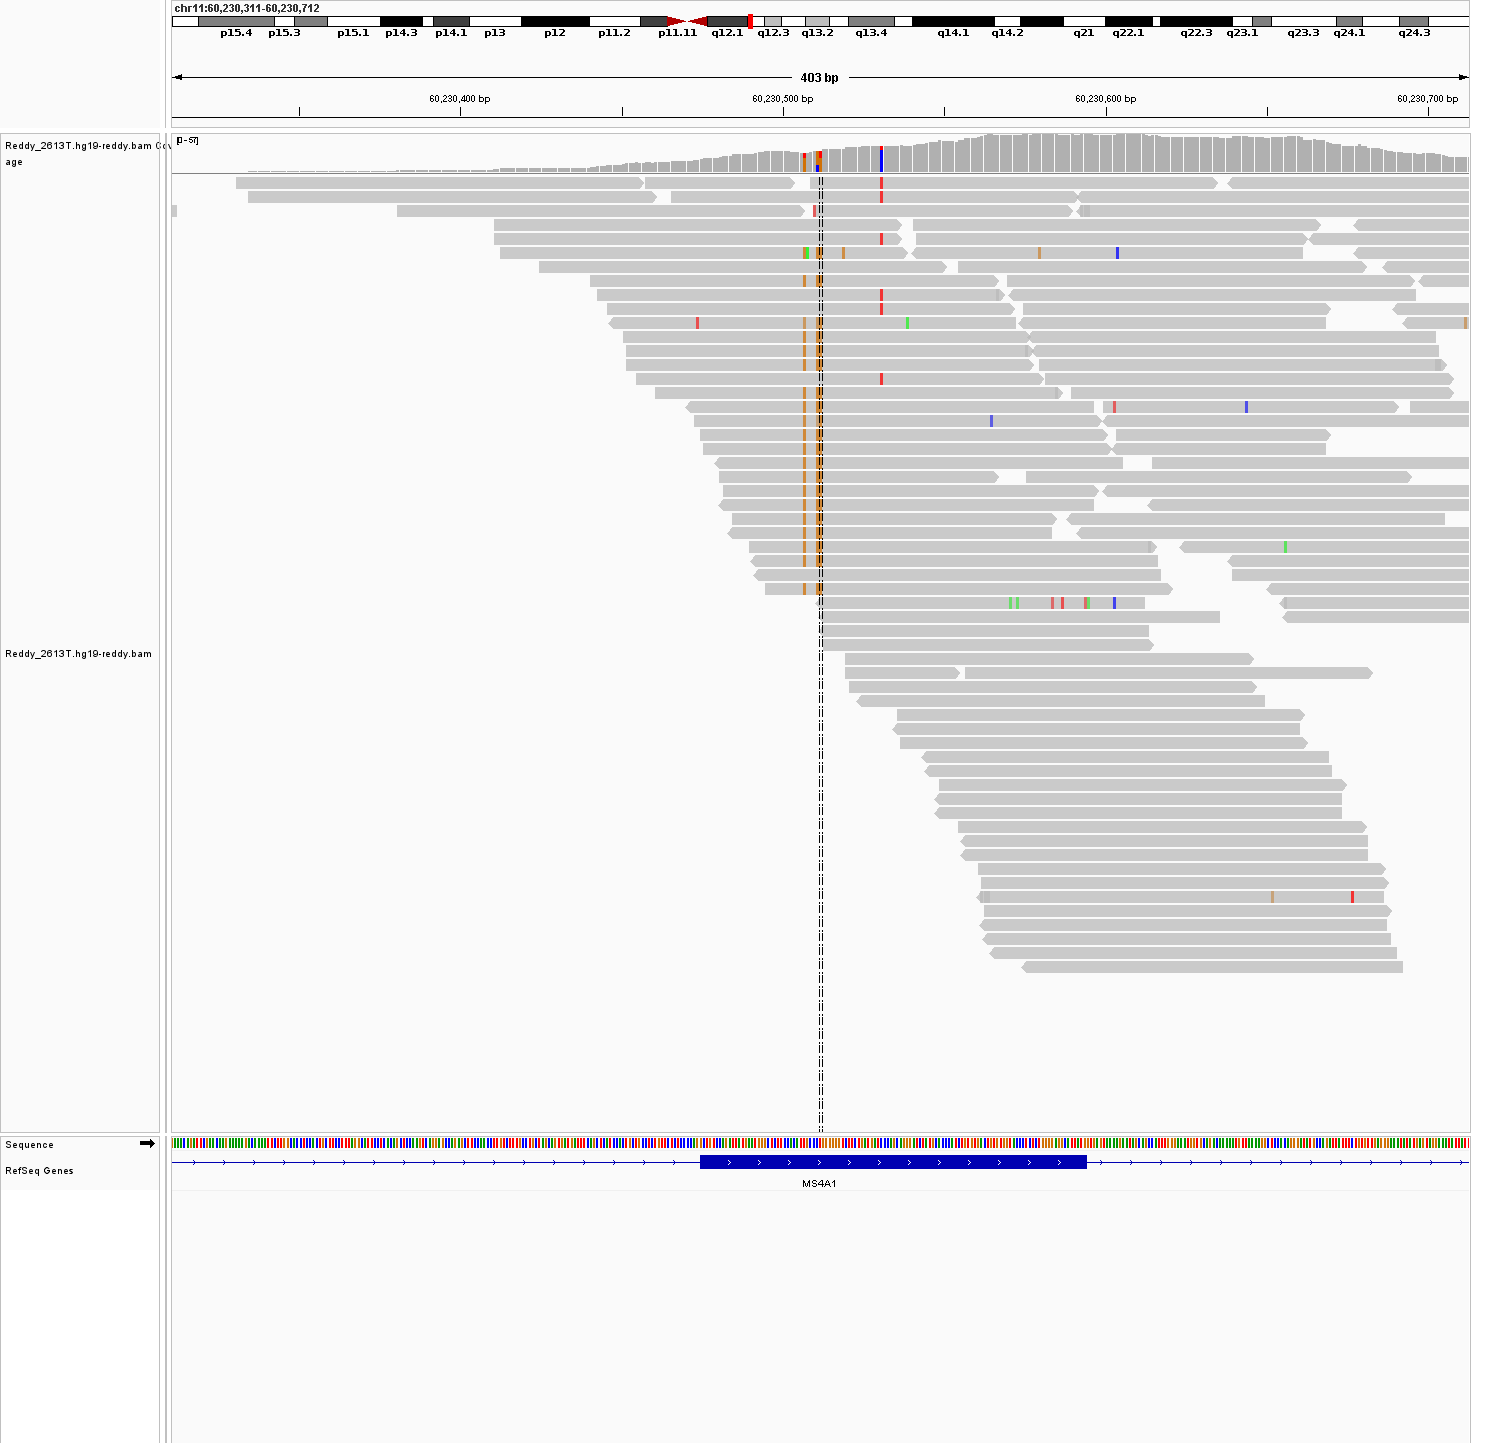 chr11:60,230,311-60,230,712
p15.4 p15.3 p15.1 p14.3 p14.1 p13 p12 p11.2 p11.11 q12.1 q12.3 q13.2 q13.4 q14.1 q14.2 q21 q22.1 q22.3 q23.1 q23.3 q24.1 q24.3
403 bp
60,230,400 bp 60,230,500 bp 60,230,600 bp 60,230,700 bp
[0 - 57]
Reddy_2613T.hg19-reddy.bam Cov
age
Reddy_2613T.hg19-reddy.bam
Sequence
RefSeq Genes
MS4A1